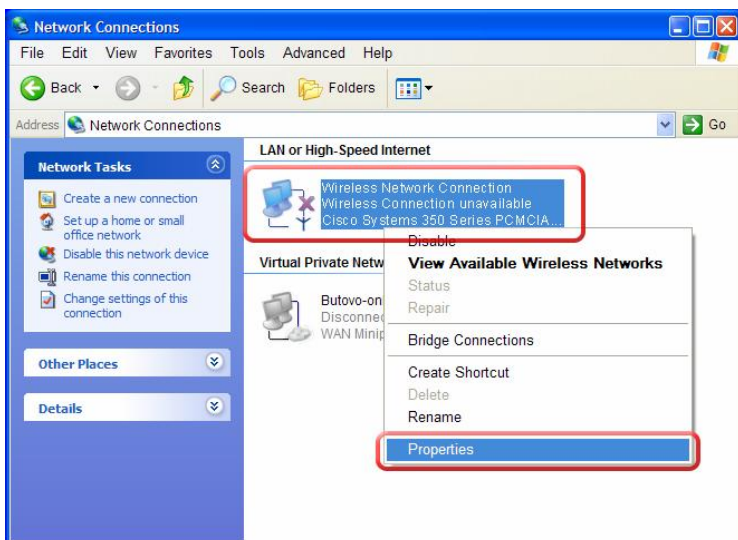 Network Connections
File Edit View Favorites Tools Advanced Help
Back Search Folders
Address Network Connections Go
Network Tasks
Create a new connection
Set up a home or small
office network
Disable this network device
Rename this connection
Change settings of this
connection
Other Places
Details
LAN or High-Speed Internet
Wireless Network Connection
Wireless Connection unavailable
Cisco Systems 350 Series PCMCIA...
Virtual Private Netw
Butovo-on
Disconnec
WAN Minip
Disable
View Available Wireless Networks
Status
Repair
Bridge Connections
Create Shortcut
Delete
Rename
Properties